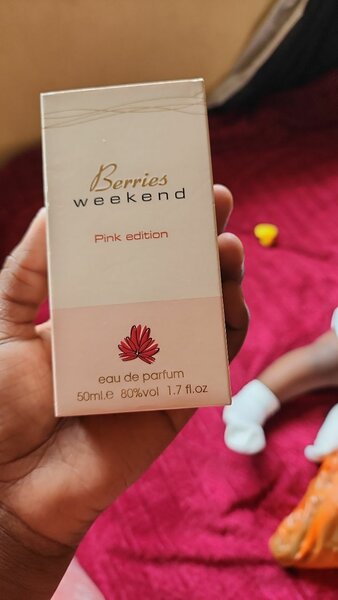 Berries
weekend
Pink edition
eau de parfum
50ml.e 80%vol 1.7 fl.oz